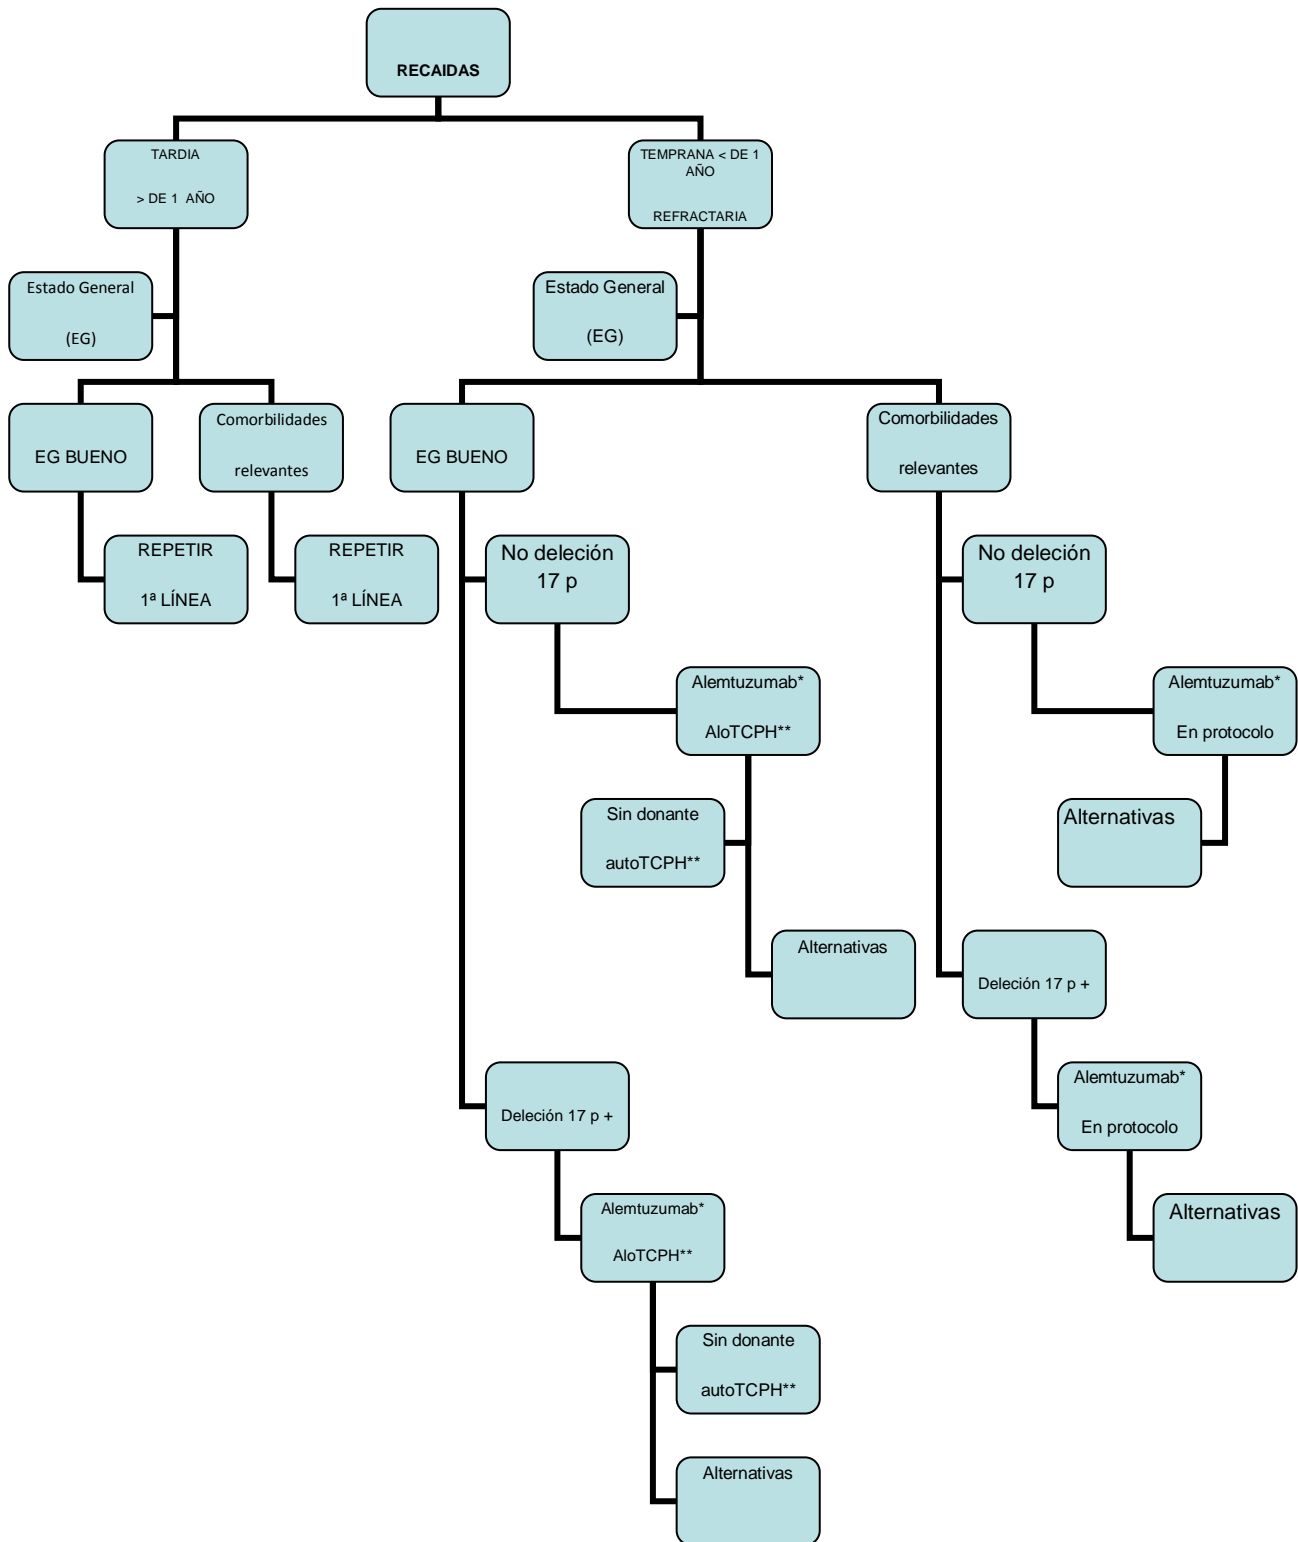 RECAIDAS
TARDIA
> DE 1 AÑO
TEMPRANA < DE 1
AÑO
REFRACTARIA
Estado General
(EG)
Estado General
(EG)
EG BUENO
Comorbilidades
relevantes
EG BUENO
Comorbilidades
relevantes
REPETIR
1ª LÍNEA
REPETIR
1ª LÍNEA
No deleción
17 p
No deleción
17 p
Alemtuzumab*
AloTCPH**
Alemtuzumab*
En protocolo
Sin donante
autoTCPH**
Alternativas
Alternativas
Deleción 17 p +
Deleción 17 p +
Alemtuzumab*
En protocolo
Alemtuzumab*
AloTCPH**
Alternativas
Sin donante
autoTCPH**
Alternativas